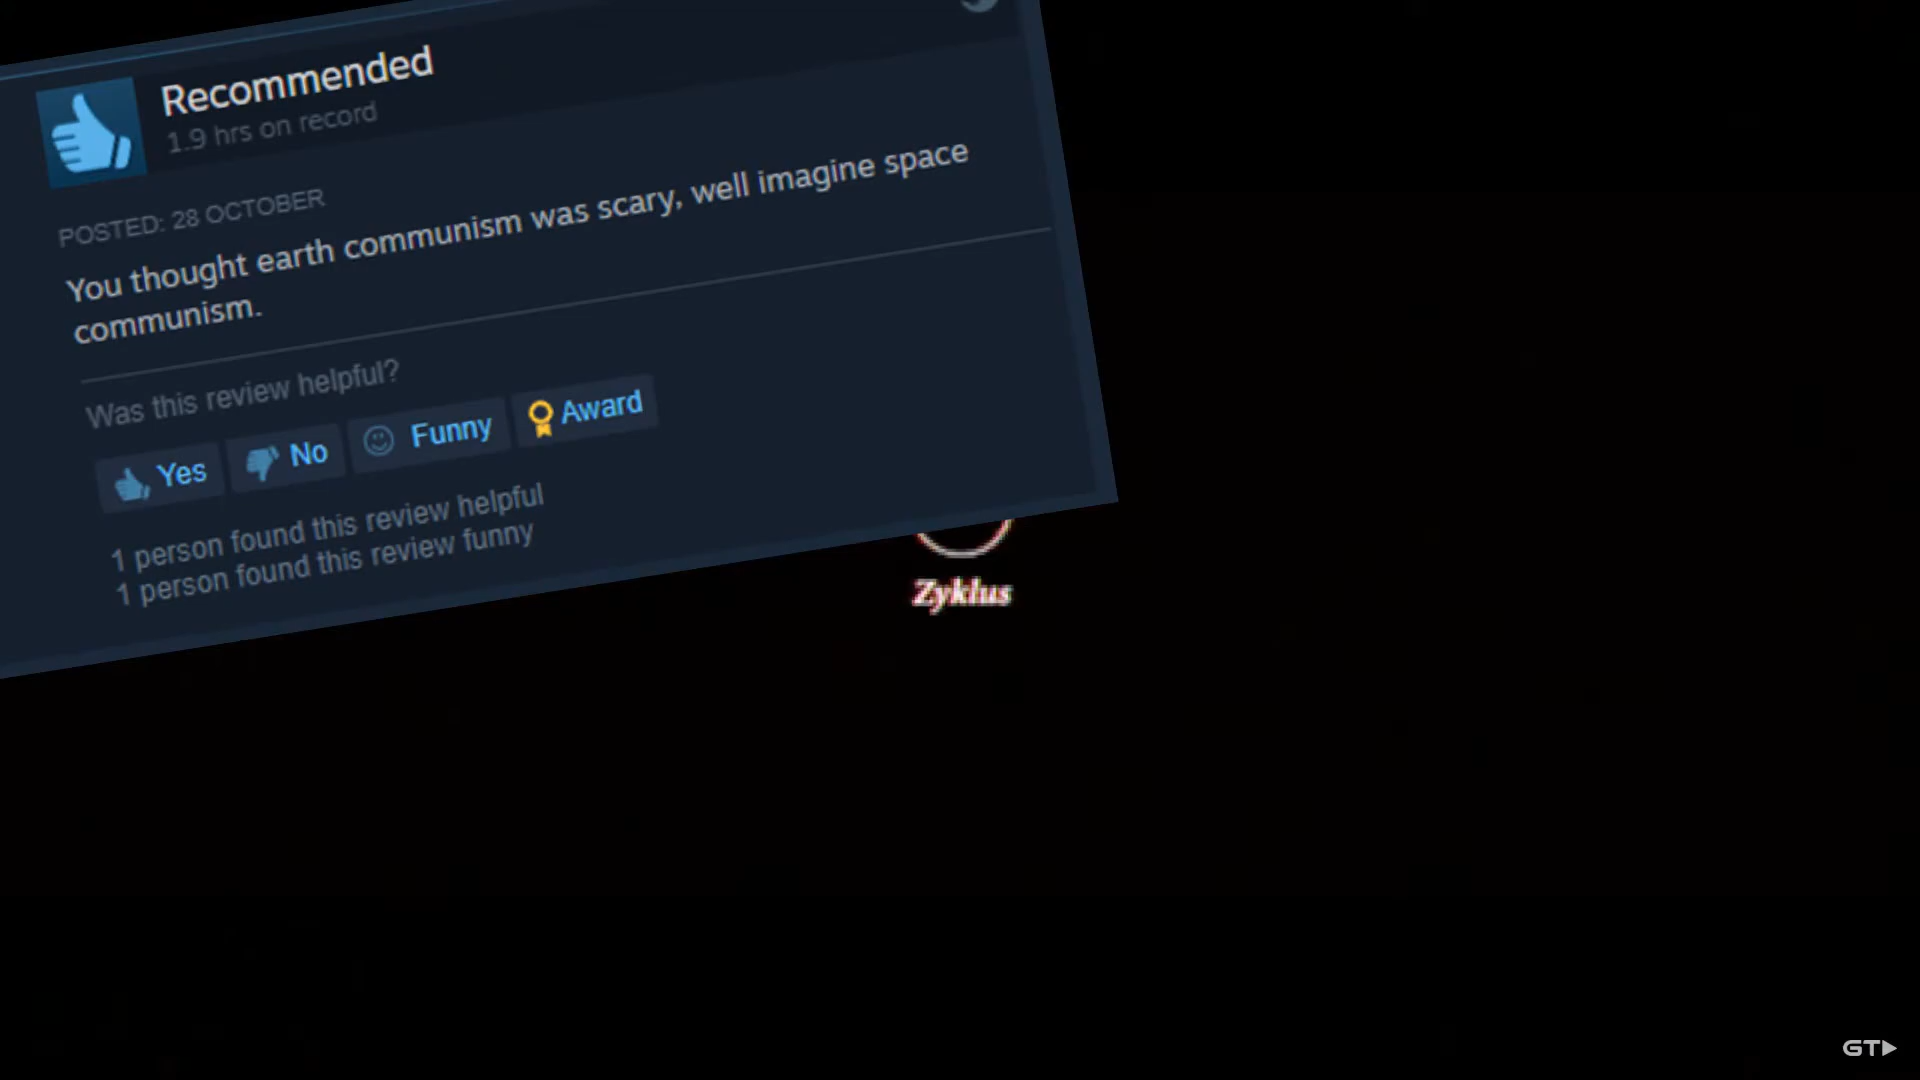 Recommended
1.9 hrs on record
POSTED: 28 OCTOBER
You thought earth communism was scary, well imagine space
communism.
Was this review helpful?
Yes
No
Funny
Award
1 person found this review helpful
1 person found this review funny
Zyklus
GT